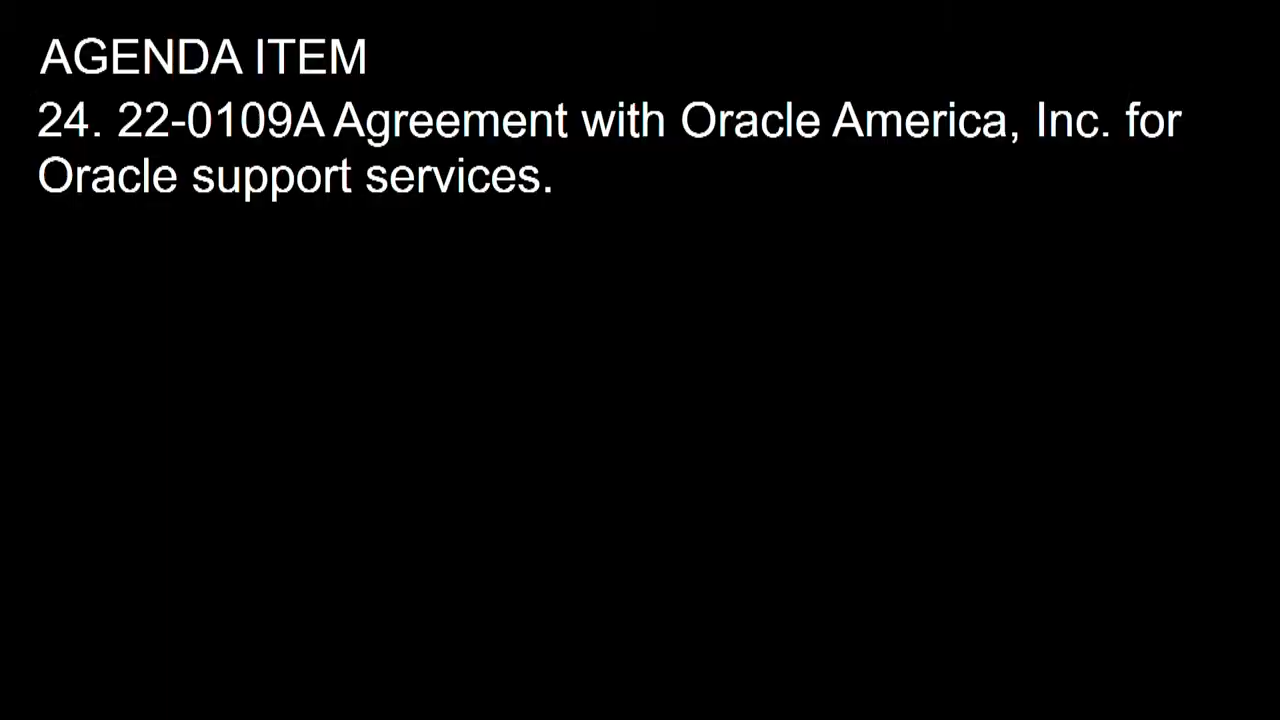 AGENDA ITEM
24. 22-0109A Agreement with Oracle America, Inc. for
Oracle support services.